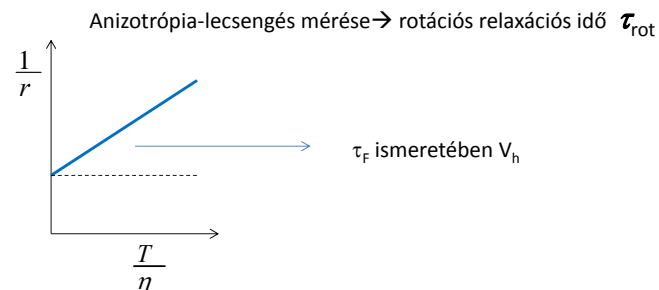 Anizotrópia-lecsengés mérése→ rotációs relaxációs idő τrot
1
r
τF ismeretében Vh
T
η